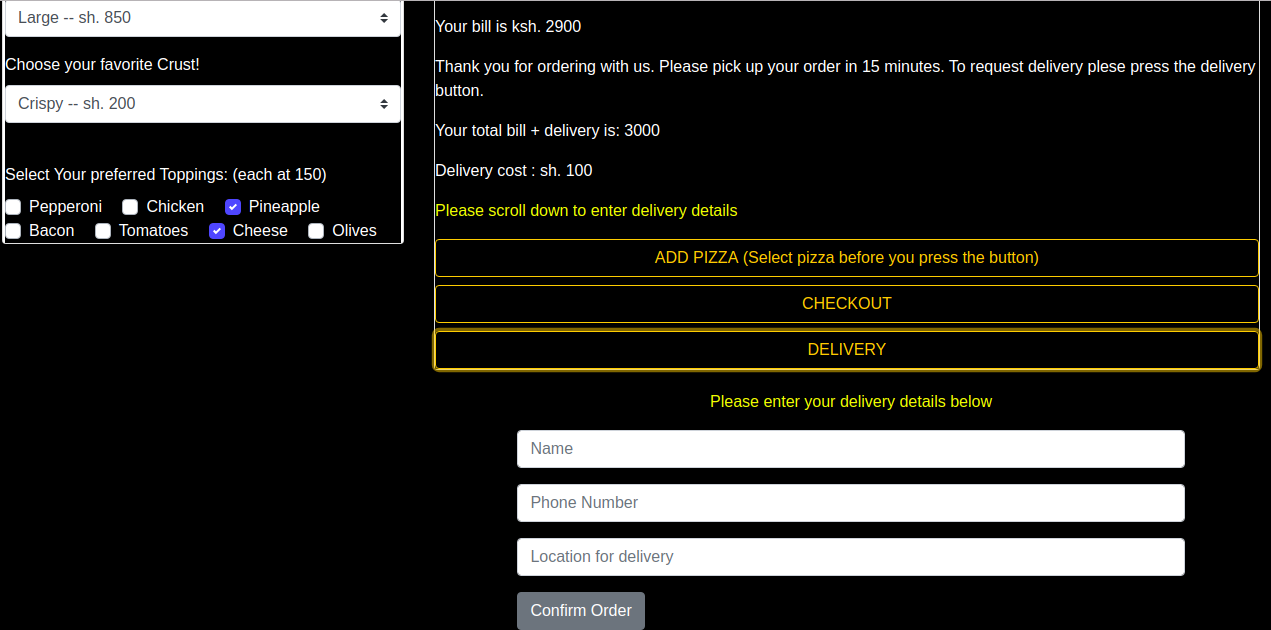 Large -- sh. 850
Choose your favorite Crust!
Crispy -- sh. 200
Select Your preferred Toppings: (each at 150)
Pepperoni Chicken Pineapple
Bacon Tomatoes Cheese Olives
Your bill is ksh. 2900
Thank you for ordering with us. Please pick up your order in 15 minutes. To request delivery plese press the delivery
button.
Your total bill + delivery is: 3000
Delivery cost : sh. 100
Please scroll down to enter delivery details
ADD PIZZA (Select pizza before you press the button)
CHECKOUT
DELIVERY
Please enter your delivery details below
Name
Phone Number
Location for delivery
Confirm Order